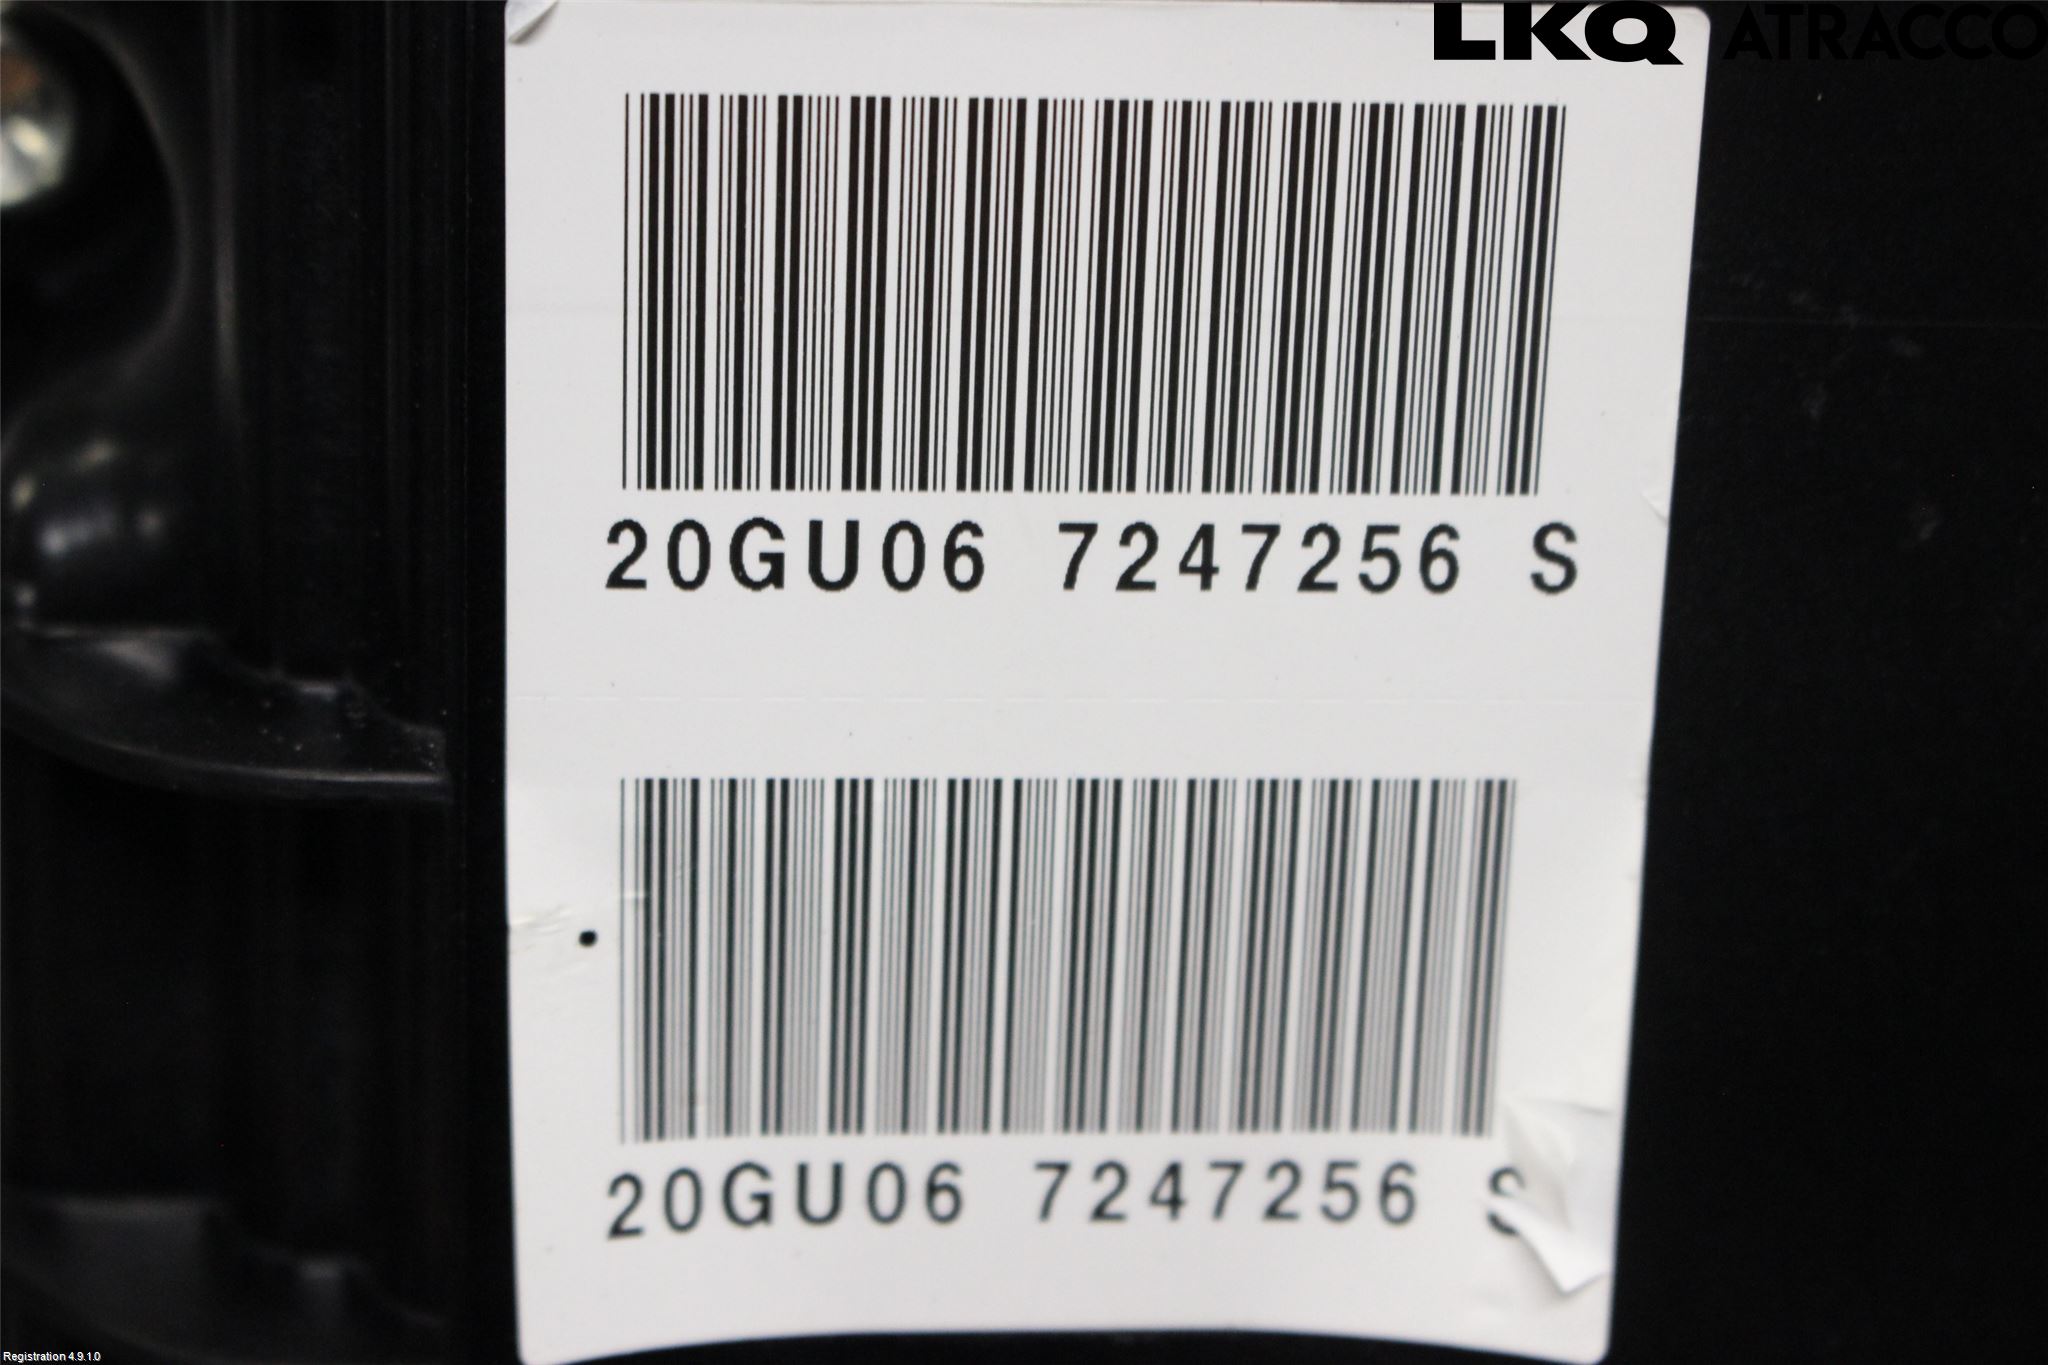 LKQ ATRACCO
20GU06 7247256 S
20GU06 7247256 S
Registration 4.9.1.0